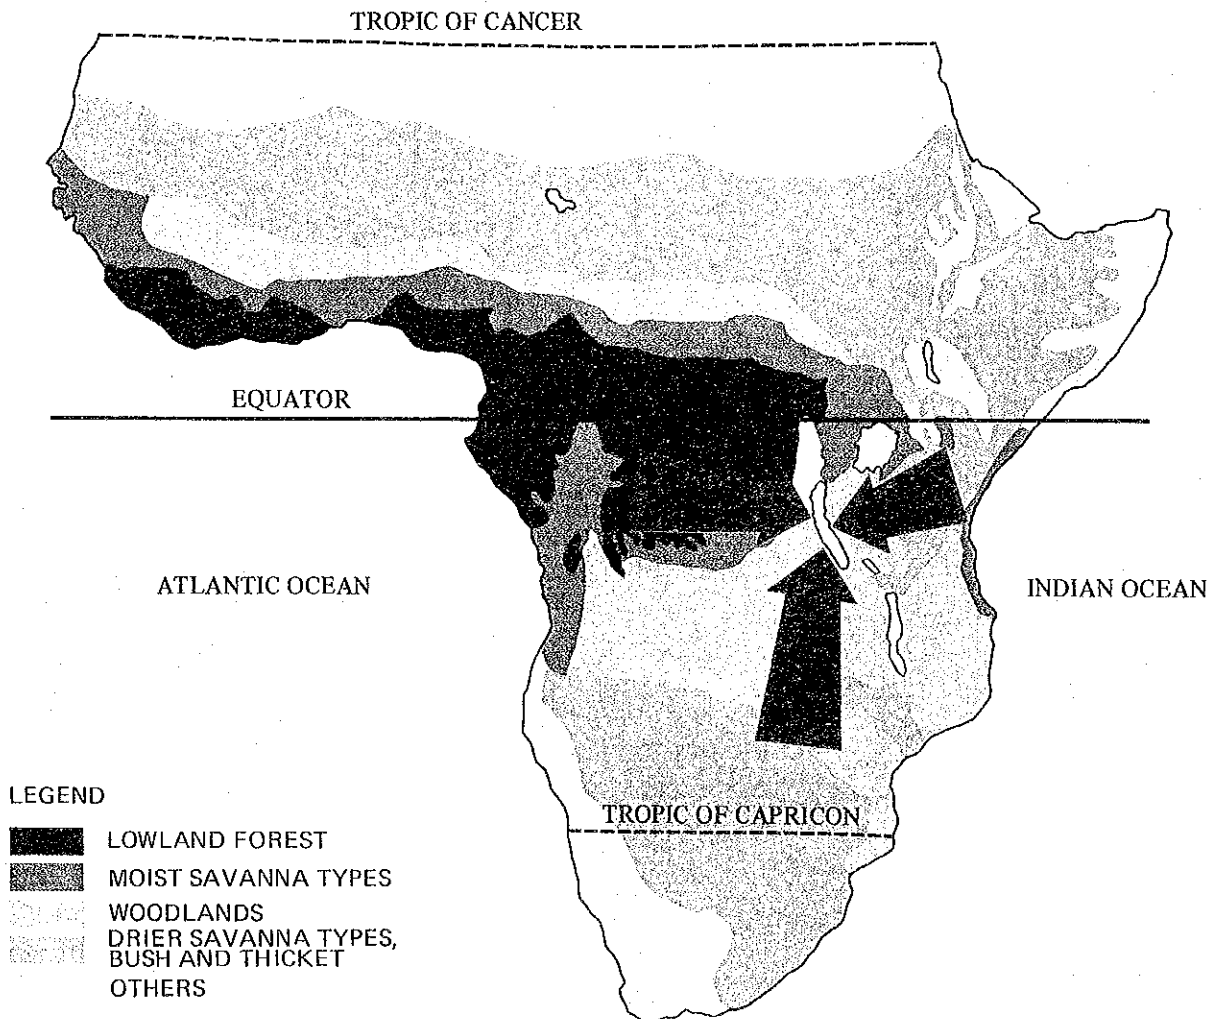 TROPIC OF CANCER
EQUATOR
ATLANTIC OCEAN
INDIAN OCEAN
TROPIC OF CAPRICON
LEGEND
LOWLAND FOREST
MOIST SAVANNA TYPES
WOODLANDS
DRIER SAVANNA TYPES,
BUSH AND THICKET
OTHERS